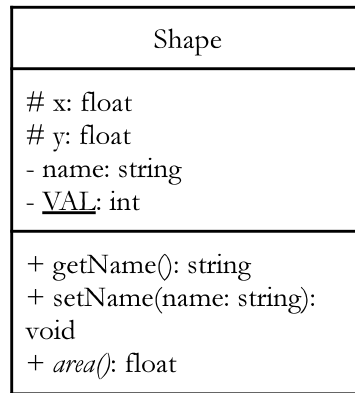 Shape
# x: float
# y: float
- name: string
- VAL: int
+ getName(): string
+ setName(name: string):
void
+ area(): float